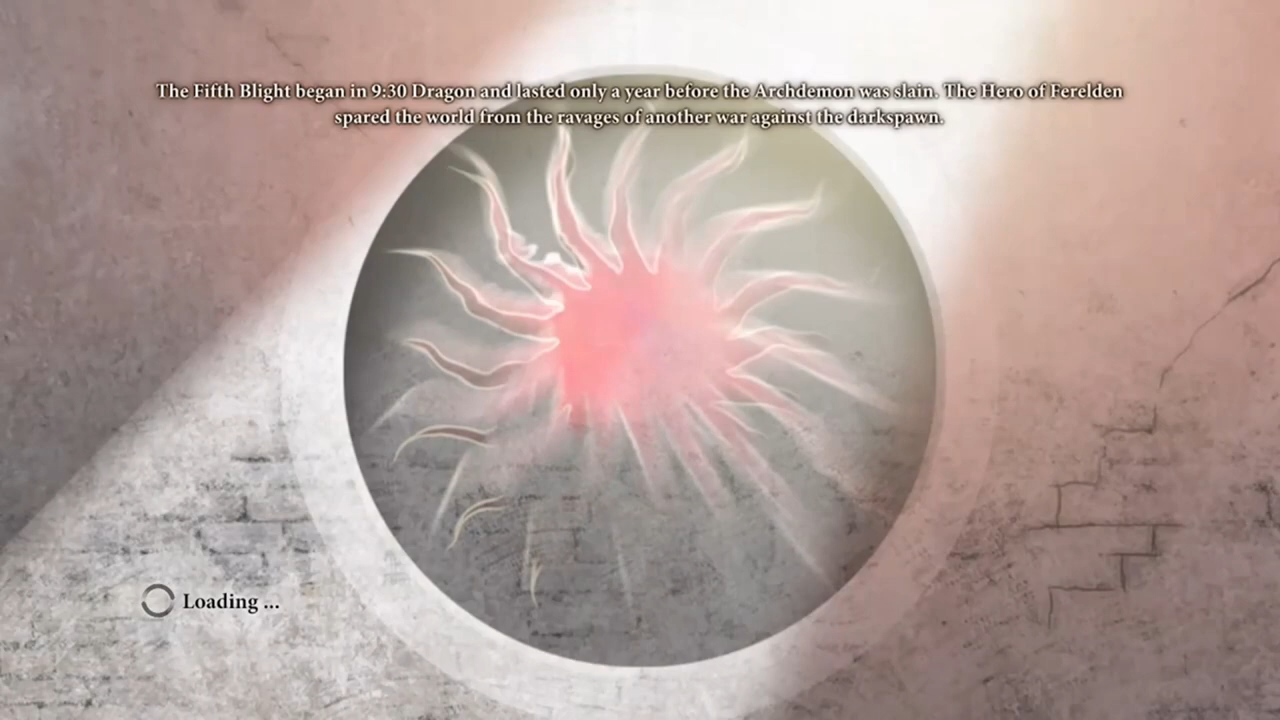 The Fifth Blight began in 9:30 Dragon and lasted only a year before the Archdemon was slain. The Hero of Ferelden
spared the world from the ravages of another war against the darkspawn.
Loading ...